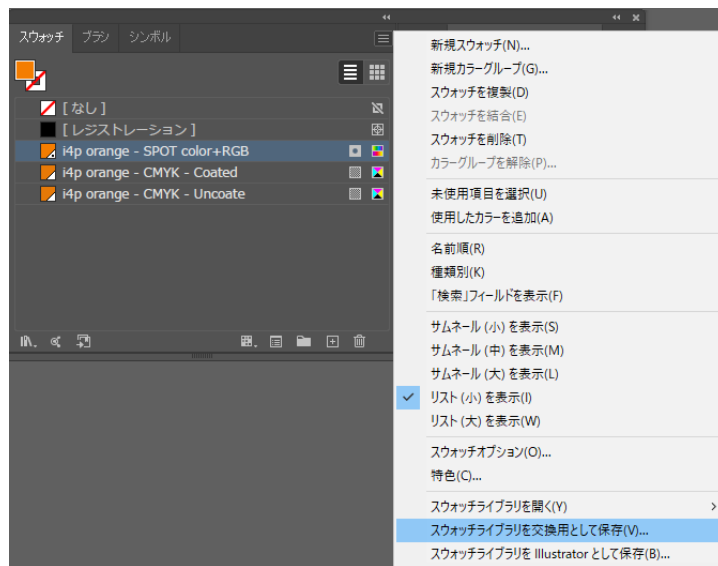 スウォッチ ブラシ シンボル
[なし]
[レジストレーション]
i4p orange - SPOT color+RGB
i4p orange - CMYK - Coated
i4p orange - CMYK - Uncoate
新規スウォッチ(N)...
新規カラーグループ(G)...
スウォッチを複製(D)
スウォッチを結合(E)
スウォッチを削除(T)
カラーグループを解除(P)...
未使用項目を選択(U)
使用したカラーを追加(A)
名前順(R)
種類別(K)
「検索」フィールドを表示(F)
サムネール (小) を表示(S)
サムネール (中) を表示(M)
サムネール (大) を表示(L)
リスト (小) を表示(I)
リスト (大) を表示(W)
スウォッチオプション(O)...
特色(C)...
スウォッチライブラリを開く(Y)
スウォッチライブラリを交換用として保存(V)...
スウォッチライブラリを Illustrator として保存(B)...